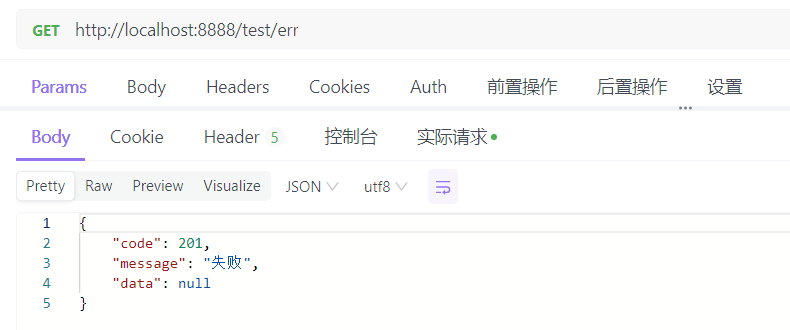 GET http://localhost:8888/test/err
Params Body Headers Cookies Auth 前置操作 后置操作 设置
Body Cookie Header 5 控制台 实际请求
Pretty Raw Preview Visualize JSON utf8
1 {
2 "code": 201,
3 "message": "失败",
4 "data": null
5 }